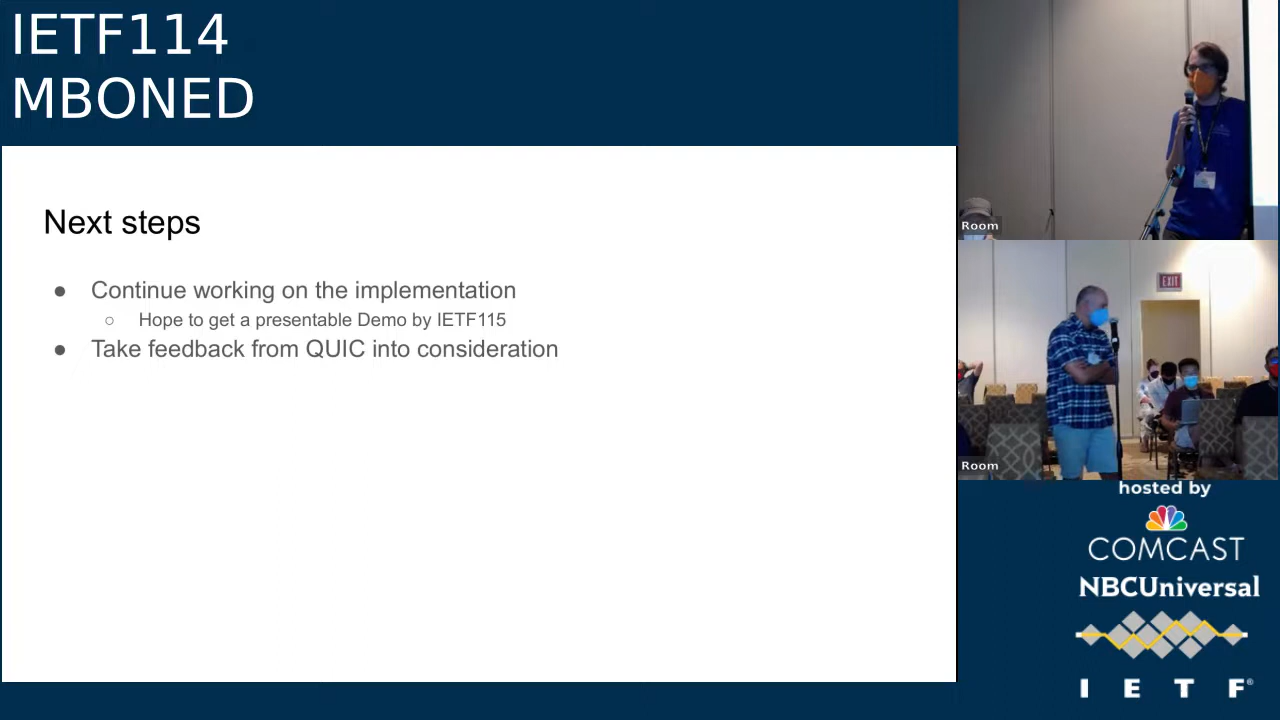 IETF114
MBONED
Next steps
● Continue working on the implementation
○ Hope to get a presentable Demo by IETF115
● Take feedback from QUIC into consideration
Room
EXIT
Room
hosted by
COMCAST
NBCUniversal
I E T F®